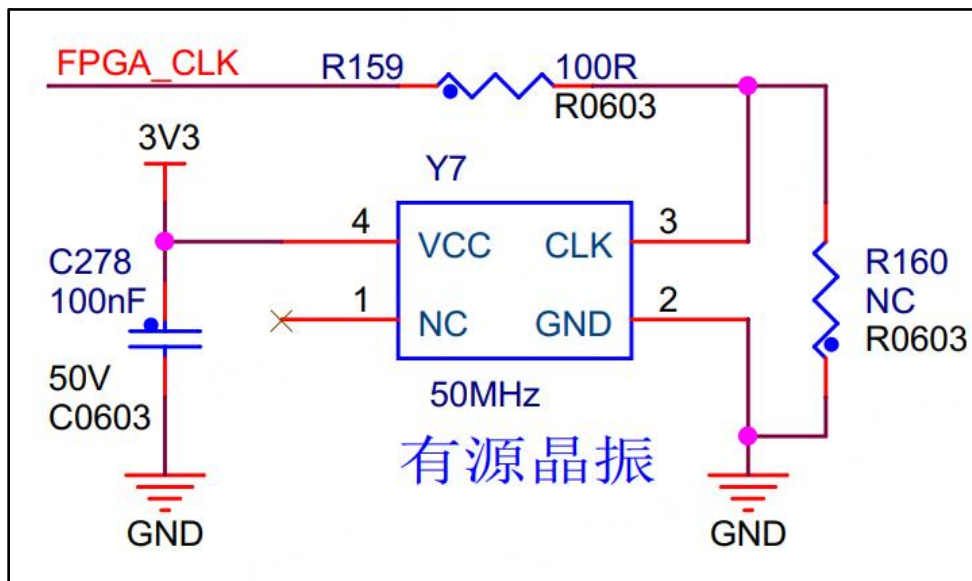 FPGA_CLK
R159
100R
R0603
3V3
Y7
4
VCC
CLK
3
C278
100nF
1
NC
GND
2
R160
NC
R0603
50V
C0603
50MHz
有源晶振
GND
GND